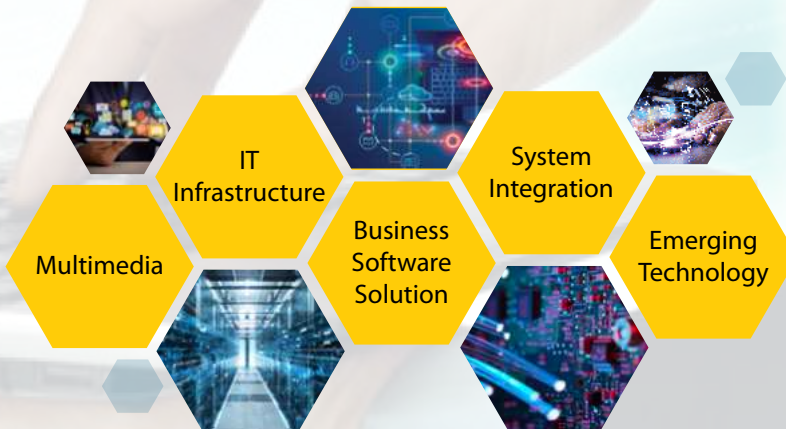 Multimedia
IT
Infrastructure
Business
Software
Solution
System
Integration
Emerging
Technology